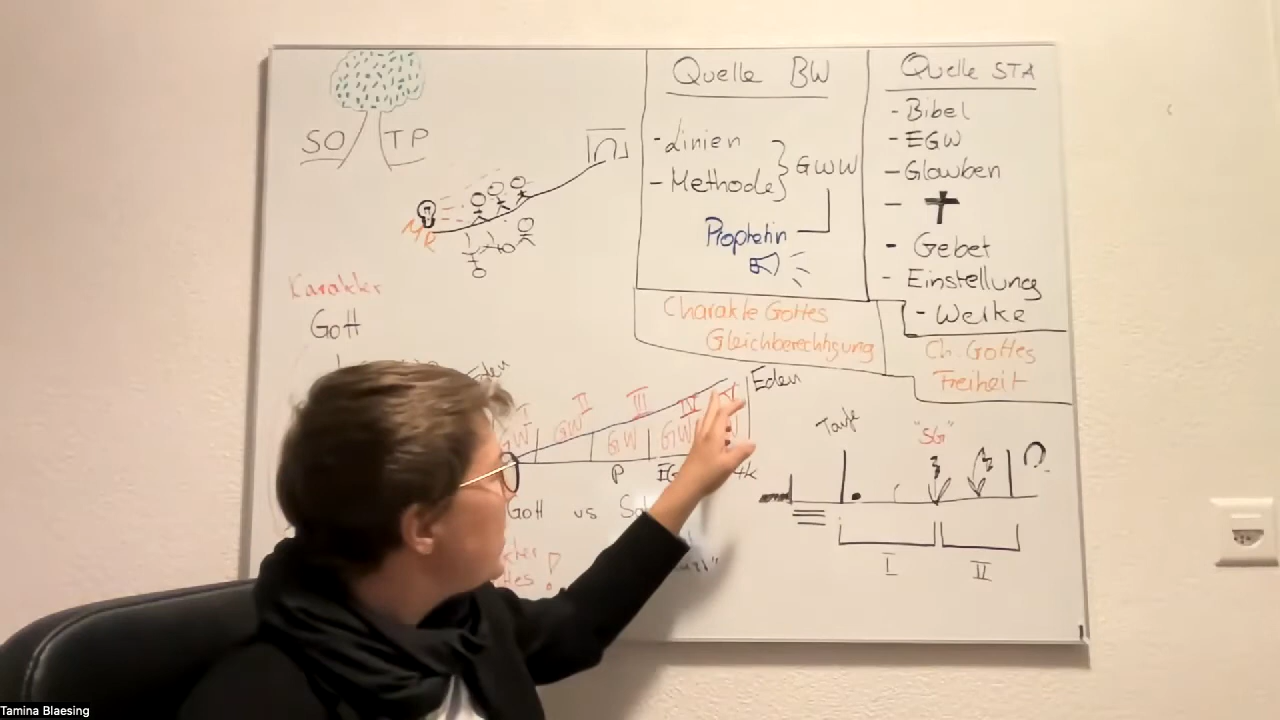 SO TP
MR
Karakter
Gott
Eden
I II III IV
GW GW GW GW
P
Gott vs
Eden
Quelle BW
- Linien
- Methode
GWW
Prophetin
Charakte Gottes
Gleichberechtigung
Quelle STA
- Bibel
- EGW
- Glauben
- Gebet
- Einstellung
- Werke
Ch. Gottes
Freiheit
Taufe
"SG"
I II
Tamina Blaesing